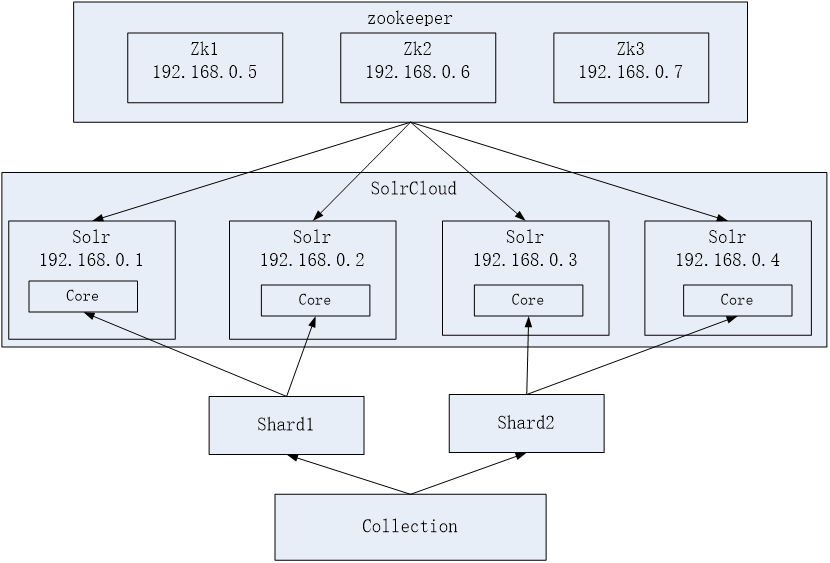 zookeeper
Zk1
192.168.0.5
Zk2
192.168.0.6
Zk3
192.168.0.7
SolrCloud
Solr
192.168.0.1
Core
Solr
192.168.0.2
Core
Solr
192.168.0.3
Core
Solr
192.168.0.4
Core
Shard1
Shard2
Collection